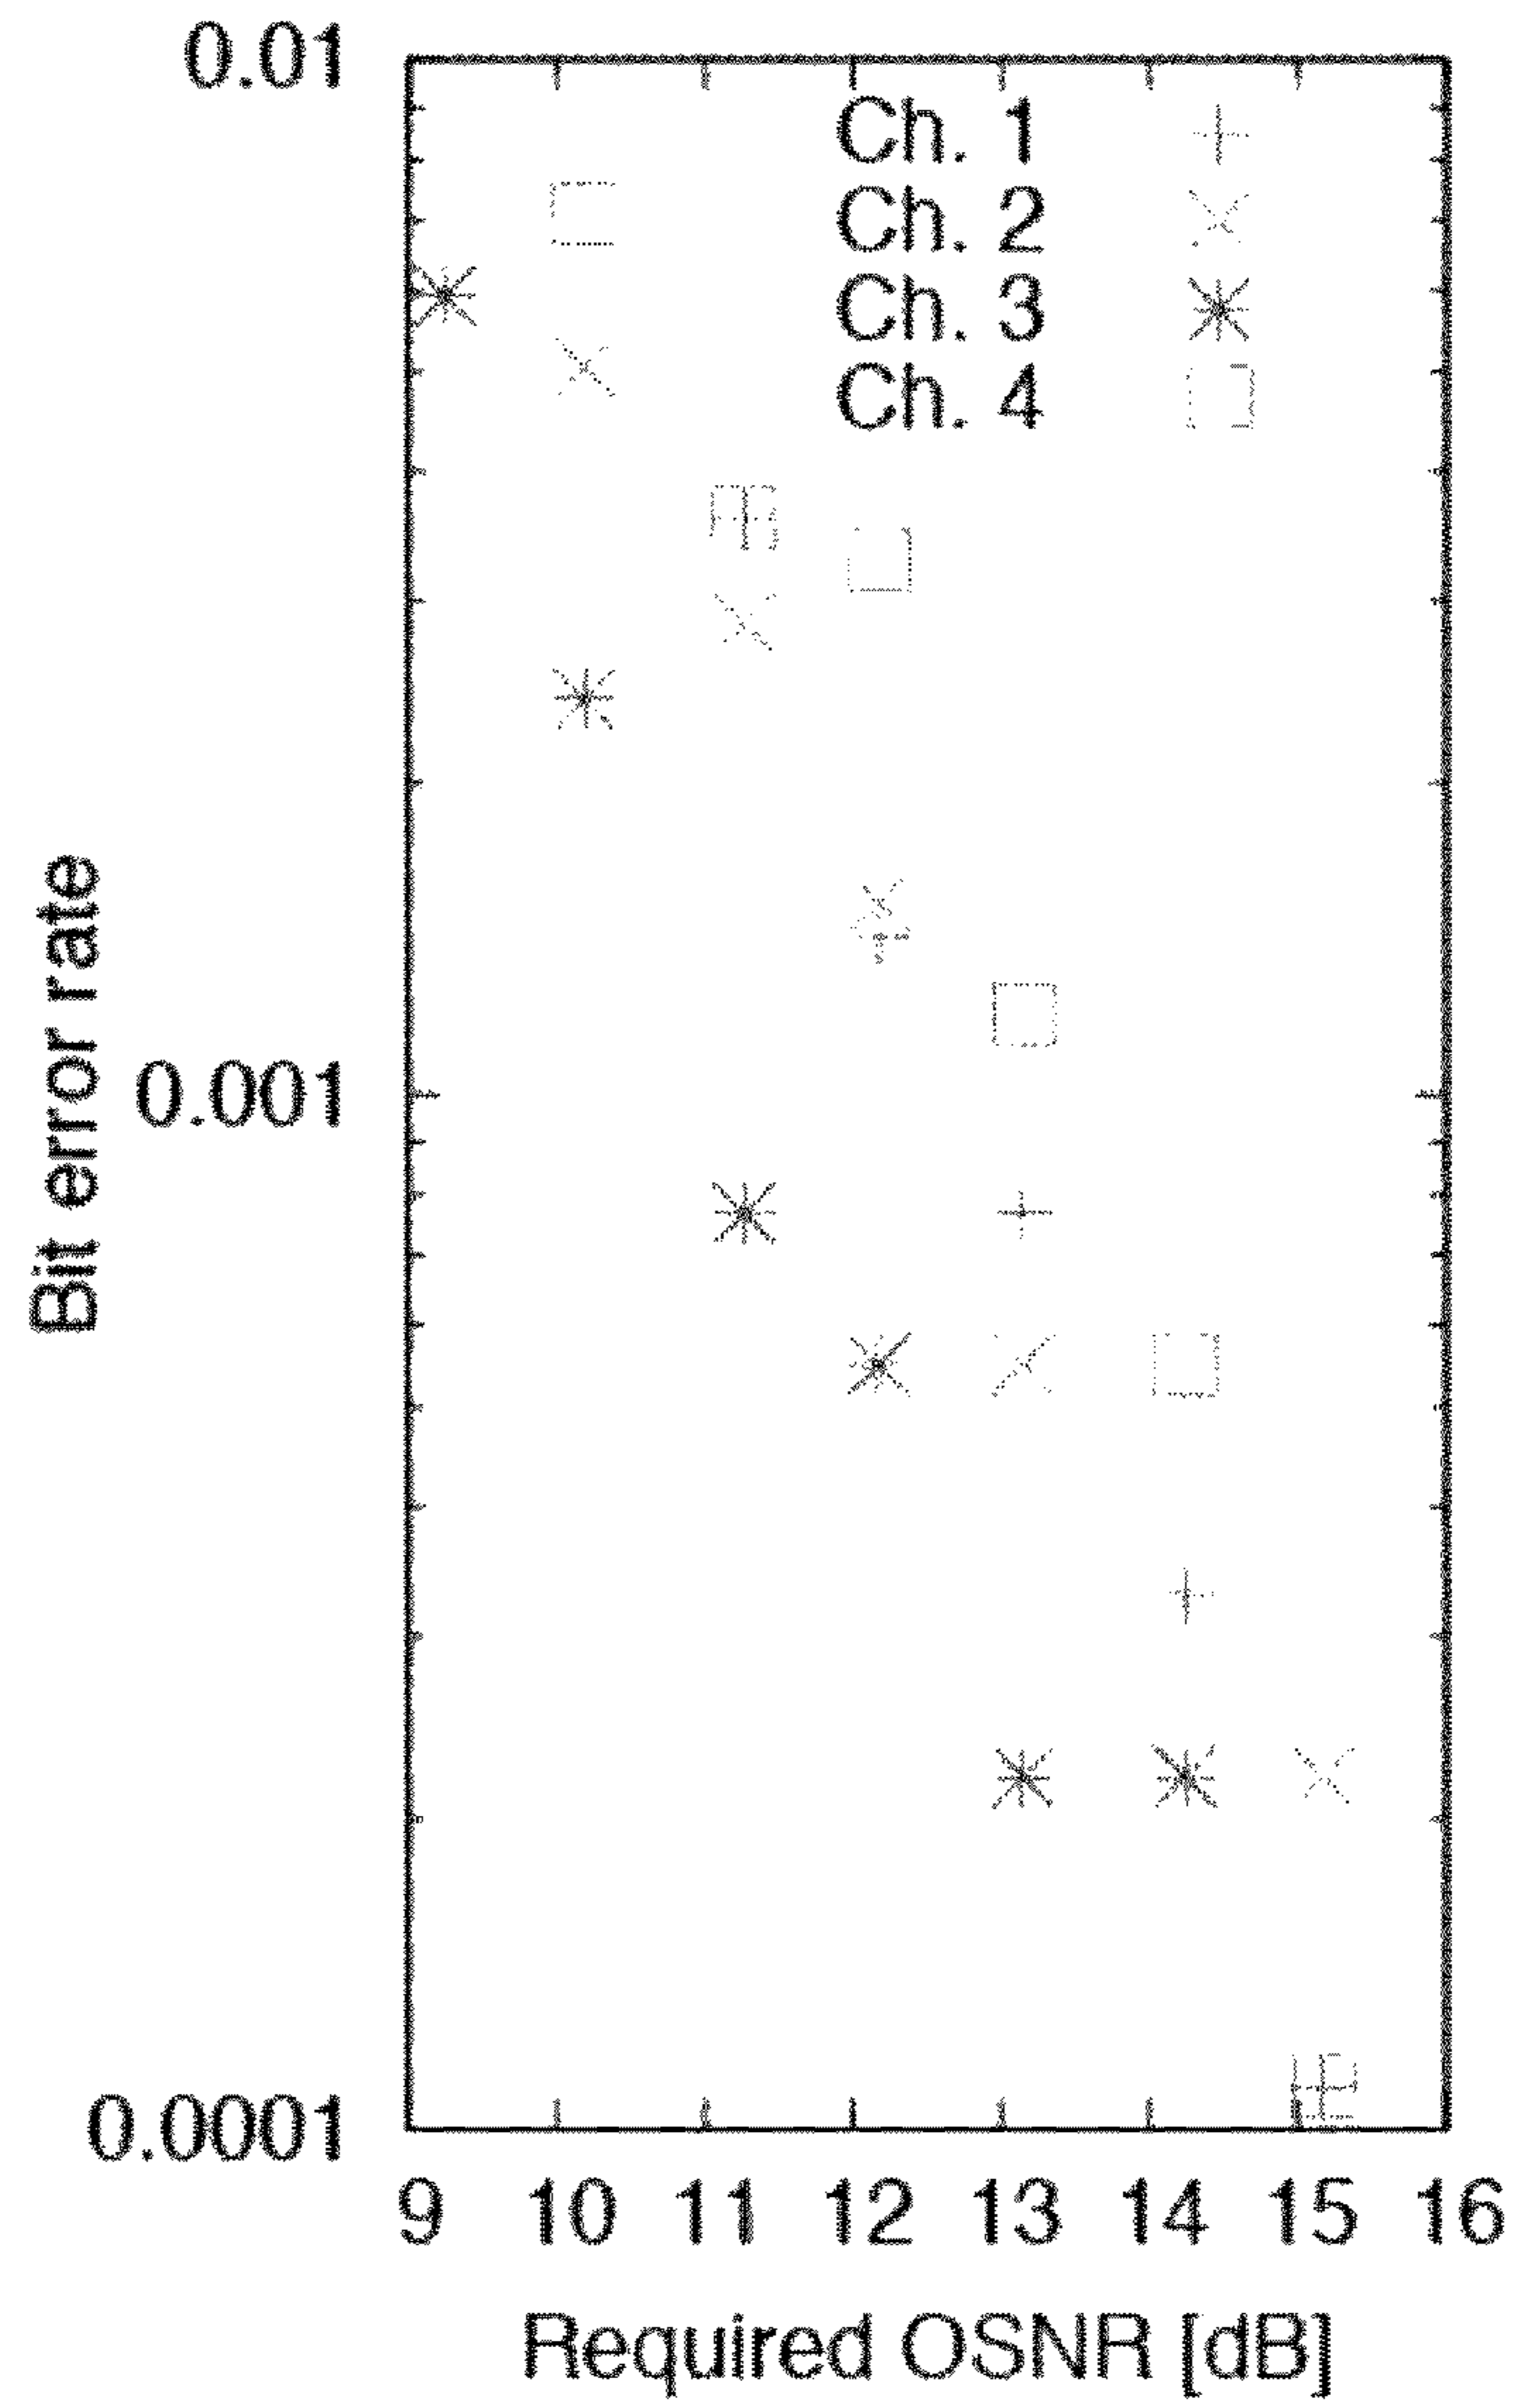 0.01
Ch. 1
Ch. 2
Ch. 3
Ch. 4
Bit error rate
0.001
0.0001
9 10 11 12 13 14 15 16
Required OSNR [dB]